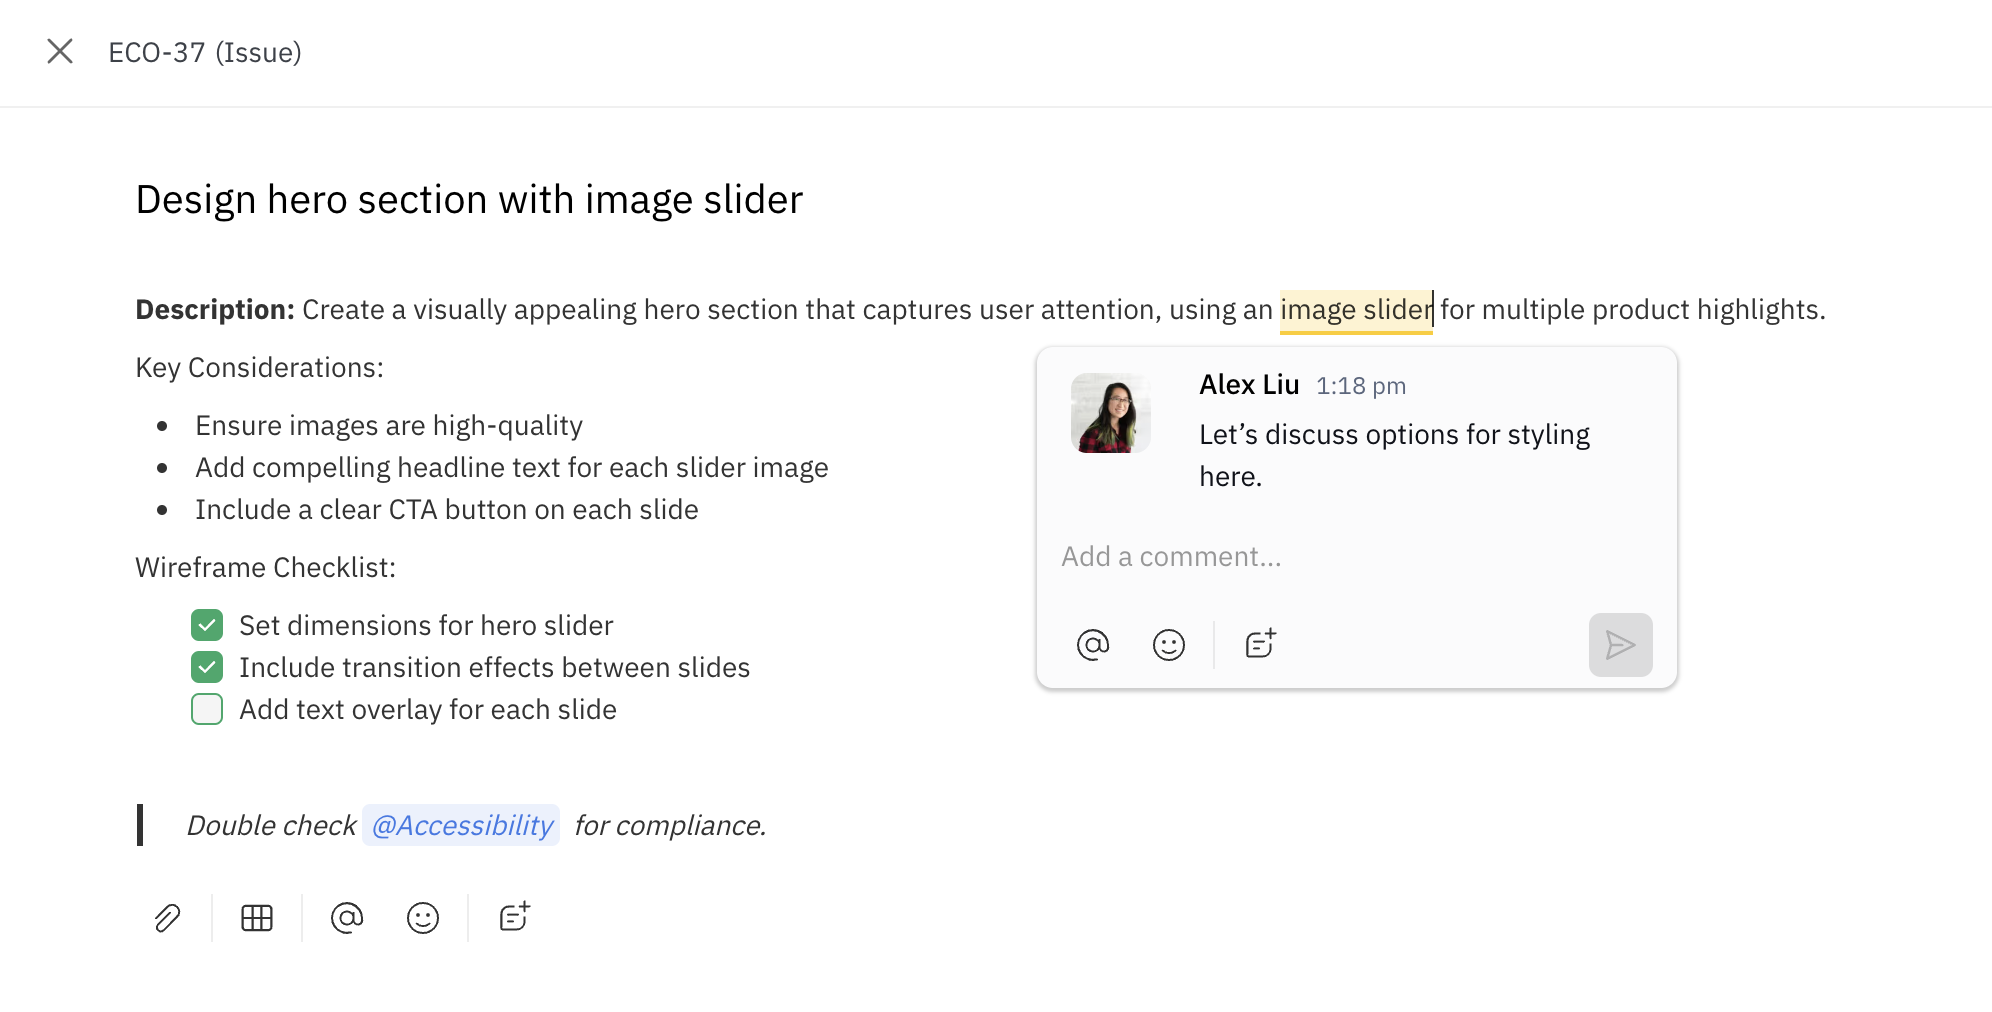 ECO-37 (Issue)
Design hero section with image slider
Description: Create a visually appealing hero section that captures user attention, using an image slider for multiple product highlights.
Key Considerations:
Ensure images are high-quality
Add compelling headline text for each slider image
Include a clear CTA button on each slide
Wireframe Checklist:
Set dimensions for hero slider
Include transition effects between slides
Add text overlay for each slide
Double check @Accessibility for compliance.
Alex Liu 1:18 pm
Let’s discuss options for styling
here.
Add a comment...